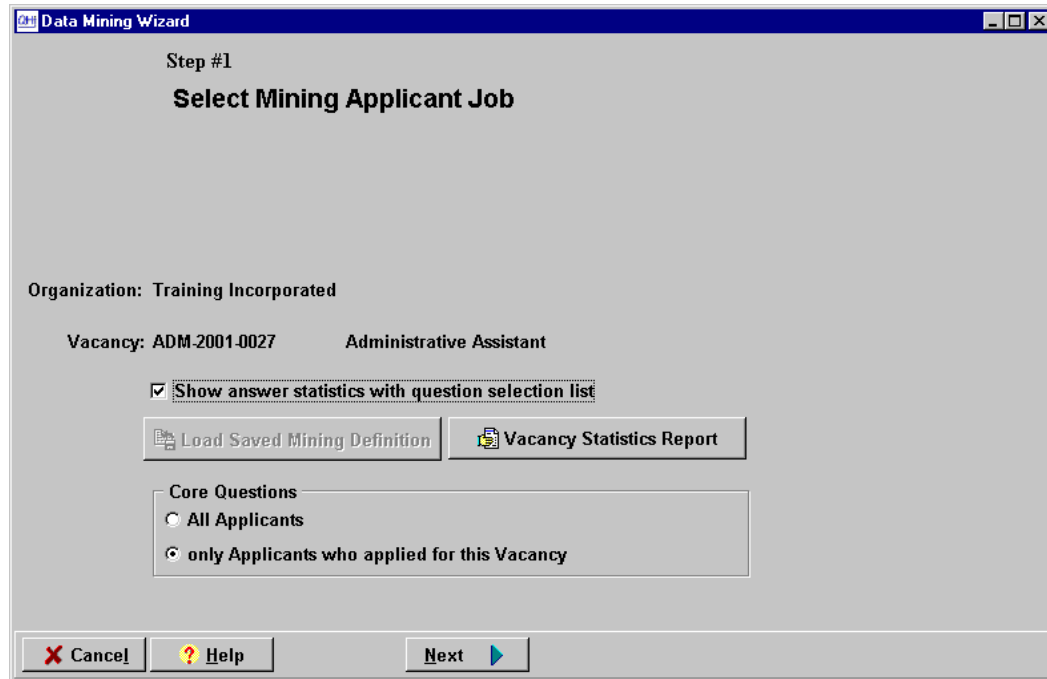 QHi Data Mining Wizard
Step #1
Select Mining Applicant Job
Organization: Training Incorporated
Vacancy: ADM-2001-0027 Administrative Assistant
Show answer statistics with question selection list
Load Saved Mining Definition Vacancy Statistics Report
Core Questions
All Applicants
only Applicants who applied for this Vacancy
Cancel Help Next